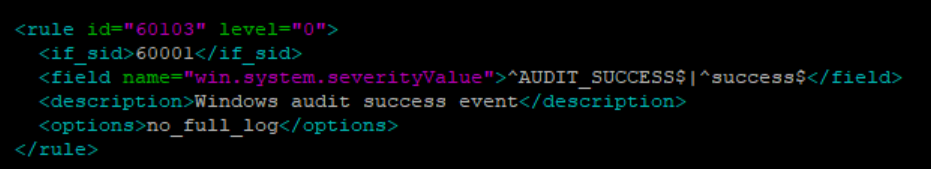 <rule id="60103" level="0">
  <if_sid>60001</if_sid>
  <field name="win.system.severityValue">^AUDIT_SUCCESS$|^success$</field>
  <description>Windows audit success event</description>
  <options>no_full_log</options>
</rule>